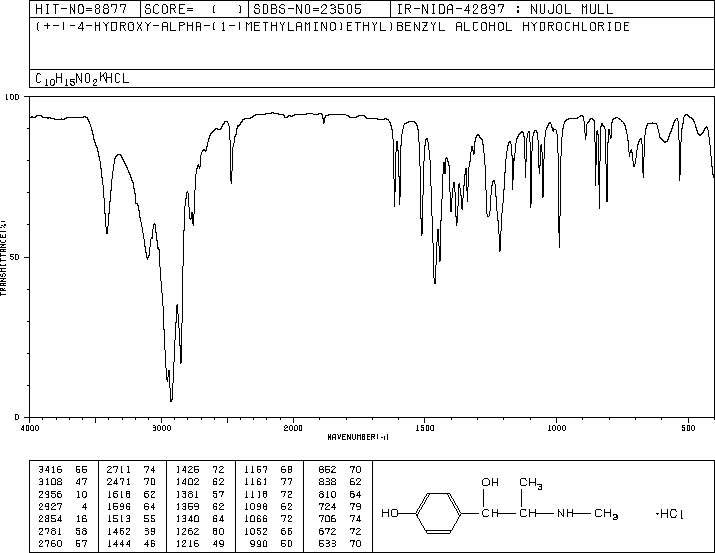 HIT-NO=8877 SCORE= ( ) SDBS-NO=23505 IR-NIDA-42897 : NUJOL MULL
(+-)-4-HYDROXY-ALPHA-(1-(METHYLAMINO)ETHYL)BENZYL ALCOHOL HYDROCHLORIDE
C10H15NO2*HCL
100
50
0
TRANSMITTANCE(%)
4000 3000 2000 1500 1000 500
WAVENUMBER(-1)
3416 55 2711 74 1426 72 1167 68 862 70
3108 47 2471 70 1402 62 1161 77 838 62
2956 10 1618 62 1381 57 1118 72 810 64
2927 4 1596 64 1359 62 1098 62 724 79
2854 16 1513 55 1340 64 1066 72 706 74
2781 58 1462 39 1262 60 1052 66 672 72
2760 57 1444 46 1216 49 990 50 533 70
OH CH3
HO CH CH NH CH3 •HCl